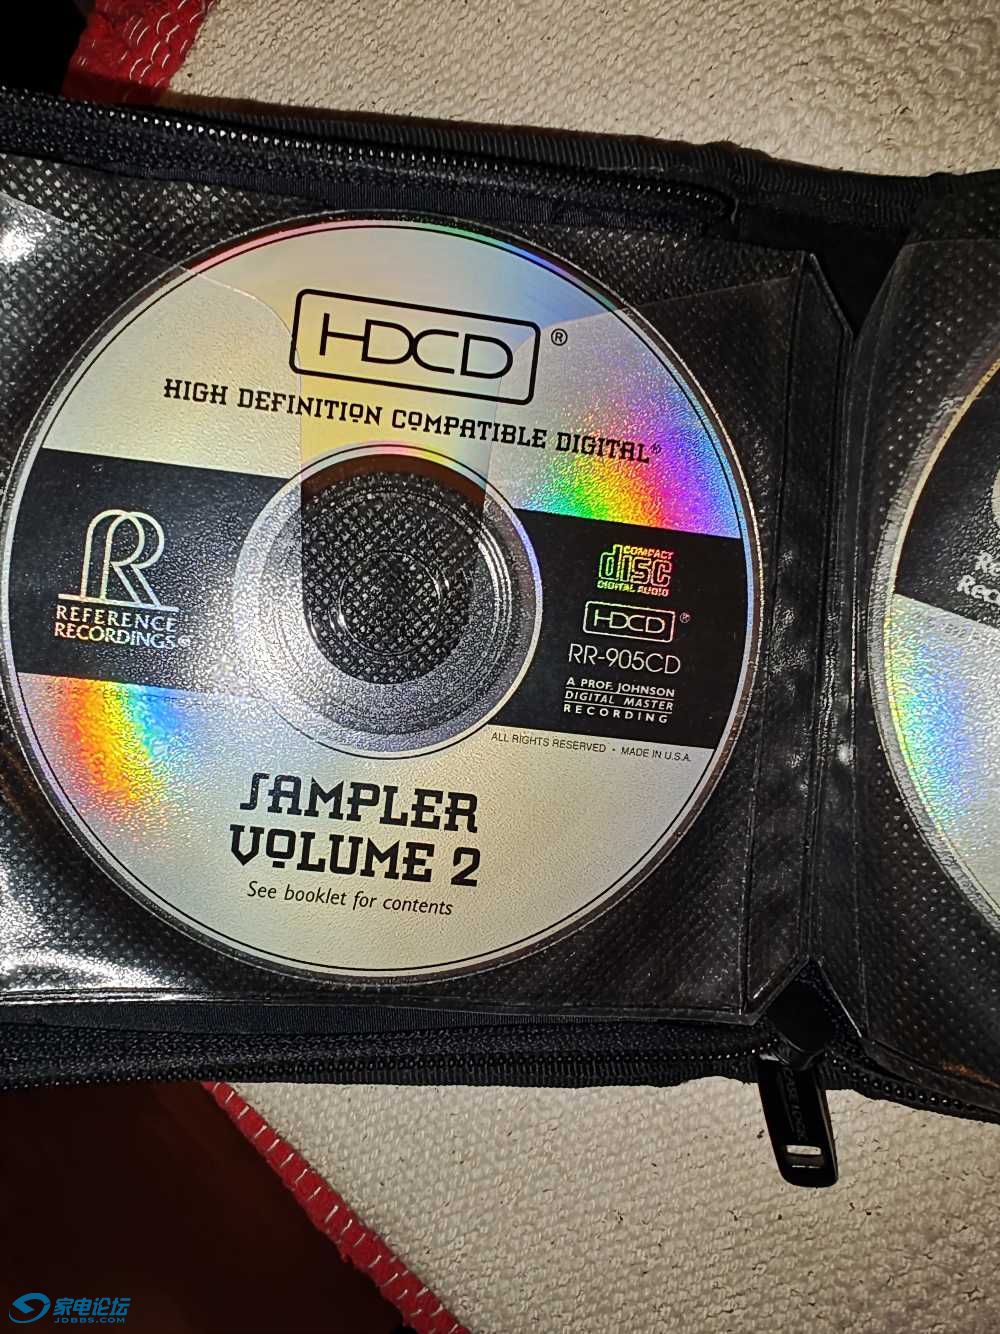 HDCD®
HIGH DEFINITION COMPATIBLE DIGITAL®
R
REFERENCE
RECORDINGS®
COMPACT
disc
DIGITAL AUDIO
HDCD®
RR-905CD
A PROF. JOHNSON
DIGITAL MASTER
RECORDING
ALL RIGHTS RESERVED • MADE IN U.S.A.
SAMPLER
VOLUME 2
See booklet for contents
家电论坛
JDBBS.COM